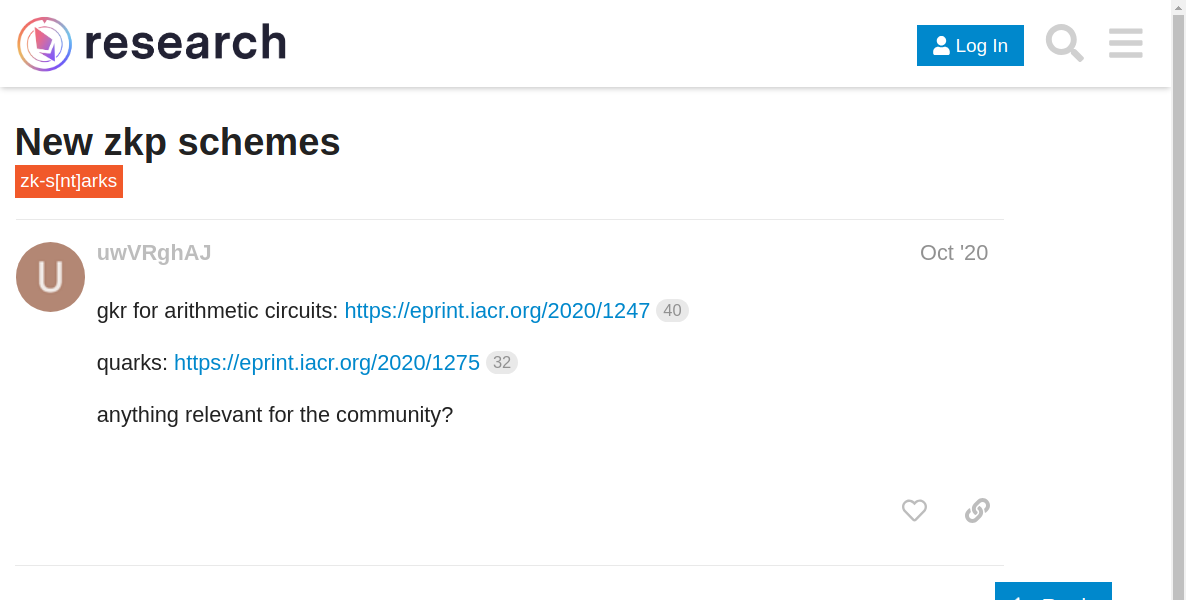 research
Log In
New zkp schemes
zk-s[nt]arks
U
uwVRghAJ
Oct '20
gkr for arithmetic circuits: https://eprint.iacr.org/2020/1247 40
quarks: https://eprint.iacr.org/2020/1275 32
anything relevant for the community?